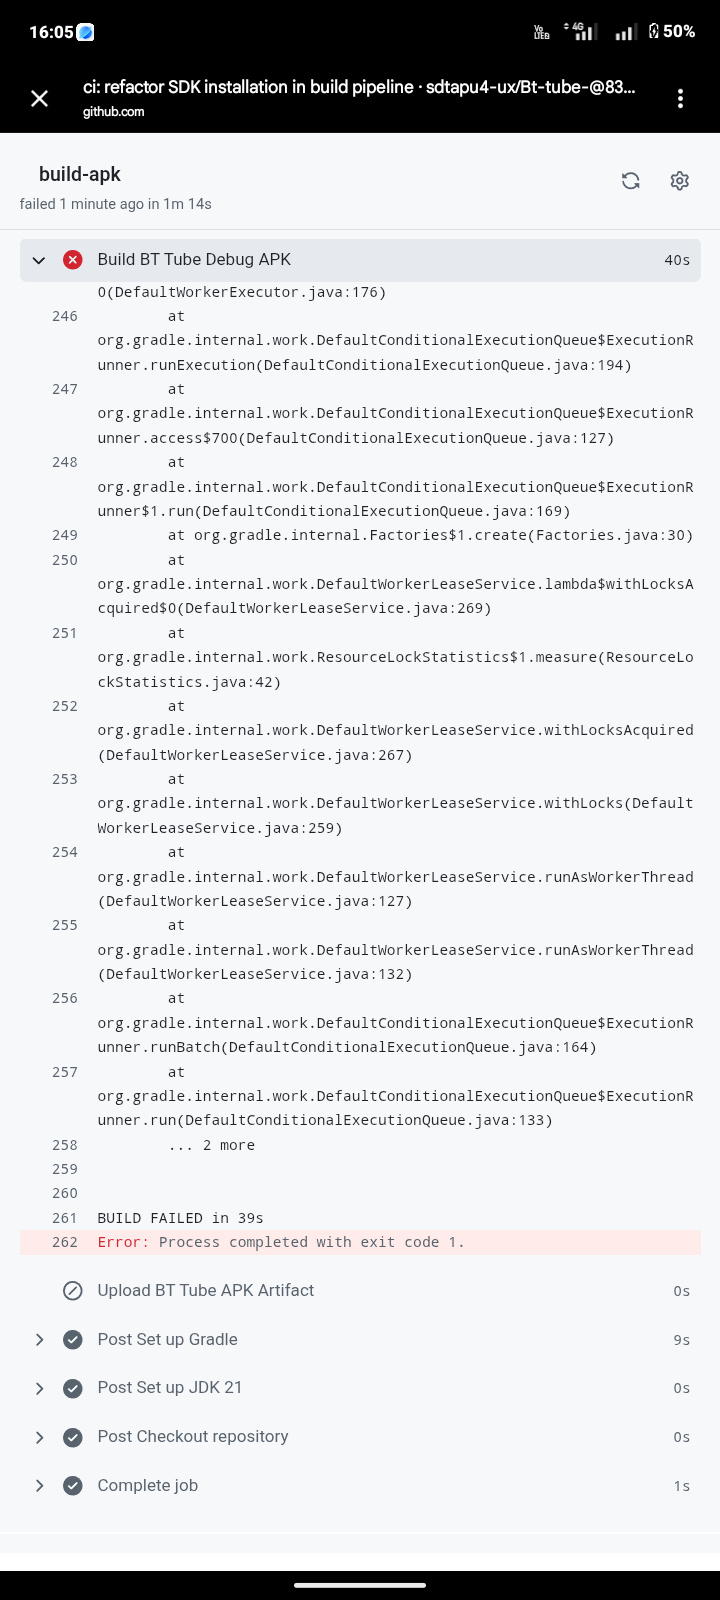 16:05
Vo
LTED
4G
50%
ci: refactor SDK installation in build pipeline · sdtapu4-ux/Bt-tube-@83...
github.com
build-apk
failed 1 minute ago in 1m 14s
Build BT Tube Debug APK 40s
0(DefaultWorkerExecutor.java:176)
246 at
org.gradle.internal.work.DefaultConditionalExecutionQueue$ExecutionR
unner.runExecution(DefaultConditionalExecutionQueue.java:194)
247 at
org.gradle.internal.work.DefaultConditionalExecutionQueue$ExecutionR
unner.access$700(DefaultConditionalExecutionQueue.java:127)
248 at
org.gradle.internal.work.DefaultConditionalExecutionQueue$ExecutionR
unner$1.run(DefaultConditionalExecutionQueue.java:169)
249 at org.gradle.internal.Factories$1.create(Factories.java:30)
250 at
org.gradle.internal.work.DefaultWorkerLeaseService.lambda$withLocksA
cquired$0(DefaultWorkerLeaseService.java:269)
251 at
org.gradle.internal.work.ResourceLockStatistics$1.measure(ResourceLo
ckStatistics.java:42)
252 at
org.gradle.internal.work.DefaultWorkerLeaseService.withLocksAcquired
(DefaultWorkerLeaseService.java:267)
253 at
org.gradle.internal.work.DefaultWorkerLeaseService.withLocks(Default
WorkerLeaseService.java:259)
254 at
org.gradle.internal.work.DefaultWorkerLeaseService.runAsWorkerThread
(DefaultWorkerLeaseService.java:127)
255 at
org.gradle.internal.work.DefaultWorkerLeaseService.runAsWorkerThread
(DefaultWorkerLeaseService.java:132)
256 at
org.gradle.internal.work.DefaultConditionalExecutionQueue$ExecutionR
unner.runBatch(DefaultConditionalExecutionQueue.java:164)
257 at
org.gradle.internal.work.DefaultConditionalExecutionQueue$ExecutionR
unner.run(DefaultConditionalExecutionQueue.java:133)
258 ... 2 more
259
260
261 BUILD FAILED in 39s
262 Error: Process completed with exit code 1.
Upload BT Tube APK Artifact 0s
Post Set up Gradle 9s
Post Set up JDK 21 0s
Post Checkout repository 0s
Complete job 1s